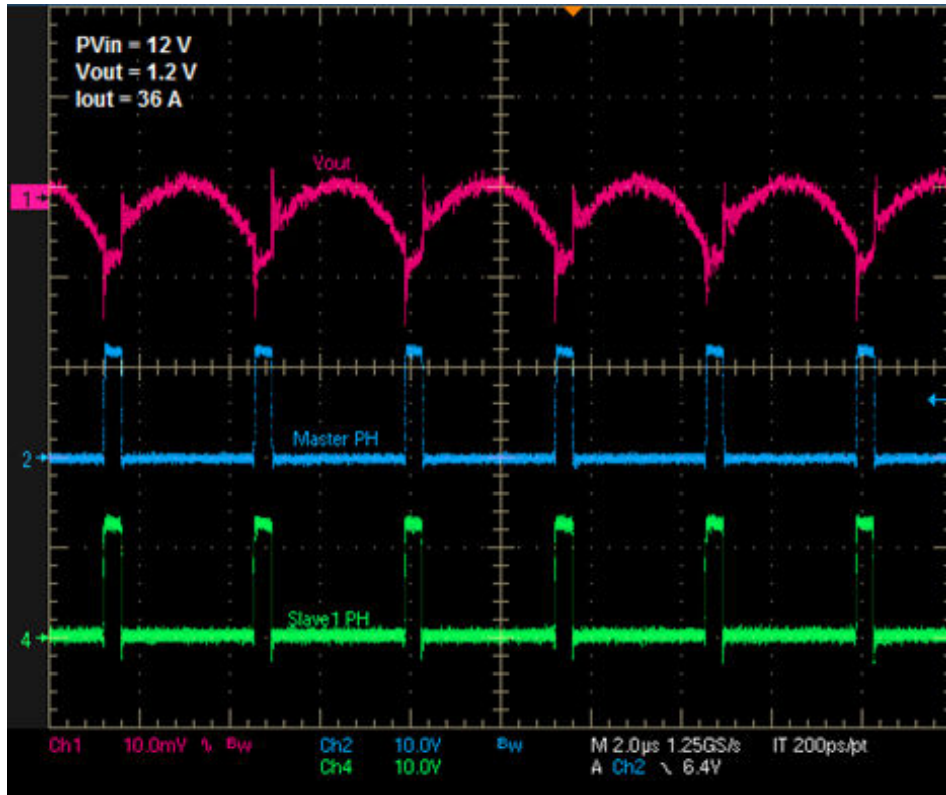 PVin = 12 V
Vout = 1.2 V
Iout = 36 A
Vout
1
Master PH
2
Slave1 PH
4
Ch1 10.0mV ∿ Bw Ch2 10.0V Bw M 2.0µs 1.25GS/s IT 200ps/pt
Ch4 10.0V A Ch2 \ 6.4V